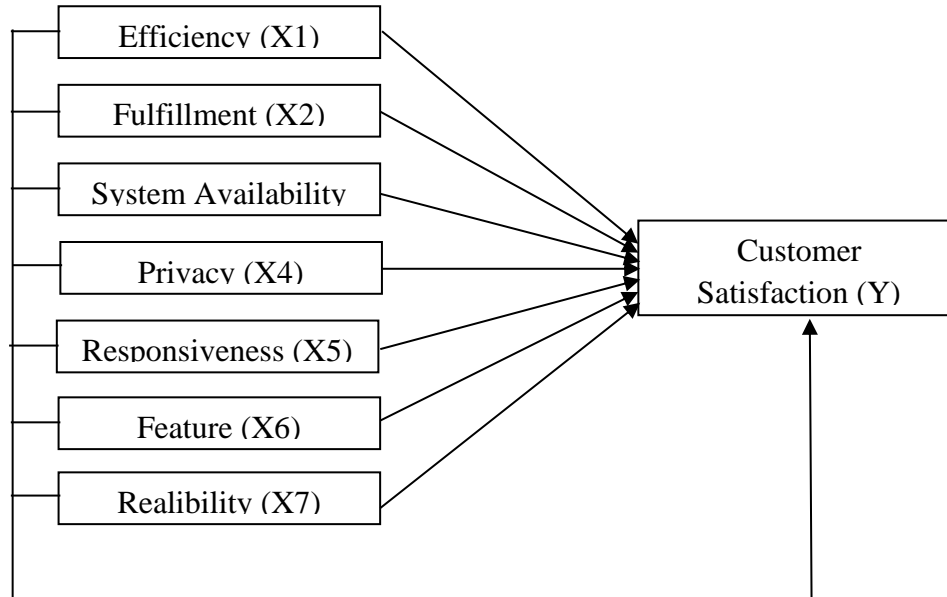 Efficiency (X1)
Fulfillment (X2)
System Availability
Privacy (X4)
Responsiveness (X5)
Feature (X6)
Realibility (X7)
Customer
Satisfaction (Y)